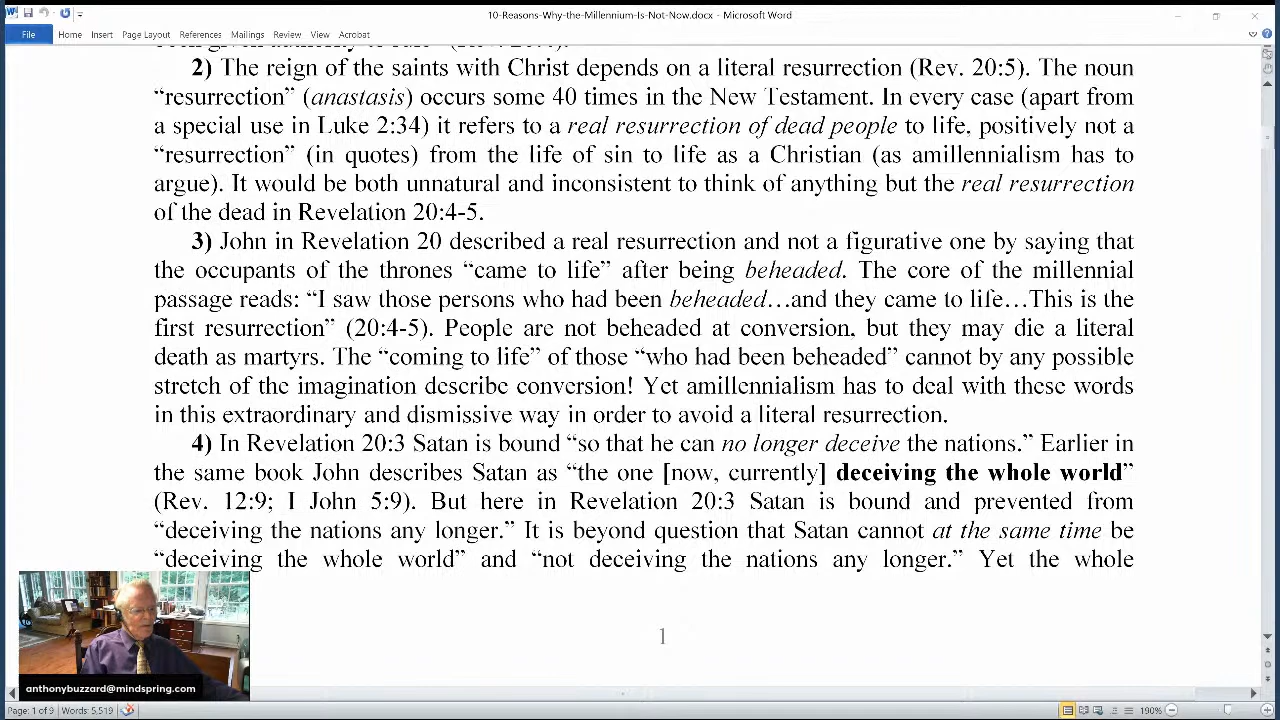 10-Reasons-Why-the-Millennium-Is-Not-Now.docx - Microsoft Word
File Home Insert Page Layout References Mailings Review View Acrobat
2) The reign of the saints with Christ depends on a literal resurrection (Rev. 20:5). The noun
“resurrection” (anastasis) occurs some 40 times in the New Testament. In every case (apart from
a special use in Luke 2:34) it refers to a real resurrection of dead people to life, positively not a
“resurrection” (in quotes) from the life of sin to life as a Christian (as amillennialism has to
argue). It would be both unnatural and inconsistent to think of anything but the real resurrection
of the dead in Revelation 20:4-5.
3) John in Revelation 20 described a real resurrection and not a figurative one by saying that
the occupants of the thrones “came to life” after being beheaded. The core of the millennial
passage reads: “I saw those persons who had been beheaded…and they came to life…This is the
first resurrection” (20:4-5). People are not beheaded at conversion, but they may die a literal
death as martyrs. The “coming to life” of those “who had been beheaded” cannot by any possible
stretch of the imagination describe conversion! Yet amillennialism has to deal with these words
in this extraordinary and dismissive way in order to avoid a literal resurrection.
4) In Revelation 20:3 Satan is bound “so that he can no longer deceive the nations.” Earlier in
the same book John describes Satan as “the one [now, currently] deceiving the whole world”
(Rev. 12:9; I John 5:9). But here in Revelation 20:3 Satan is bound and prevented from
“deceiving the nations any longer.” It is beyond question that Satan cannot at the same time be
“deceiving the whole world” and “not deceiving the nations any longer.” Yet the whole
1
anthonybuzzard@mindspring.com
Page: 1 of 9 Words: 5,519 190%